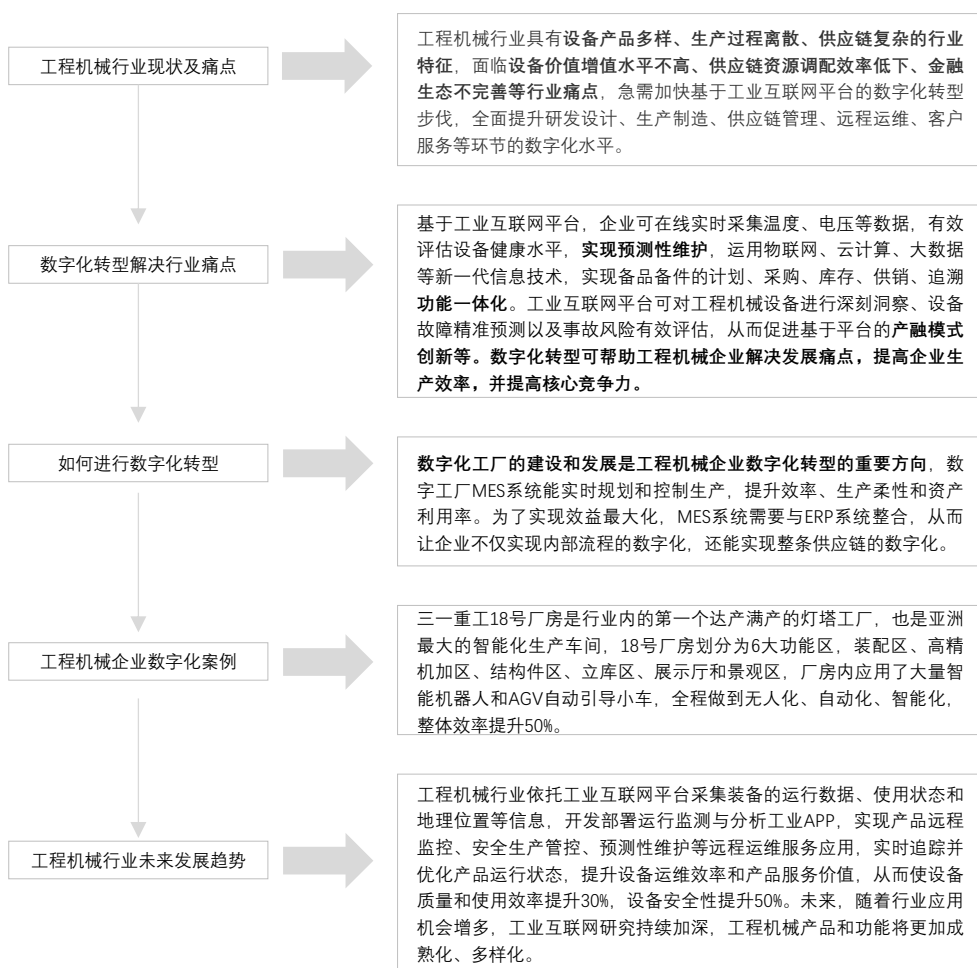 工程机械行业现状及痛点
工程机械行业具有设备产品多样、生产过程离散、供应链复杂的行业
特征，面临设备价值增值水平不高、供应链资源调配效率低下、金融
生态不完善等行业痛点，急需加快基于工业互联网平台的数字化转型
步伐，全面提升研发设计、生产制造、供应链管理、远程运维、客户
服务等环节的数字化水平。
数字化转型解决行业痛点
基于工业互联网平台，企业可在线实时采集温度、电压等数据，有效
评估设备健康水平，实现预测性维护，运用物联网、云计算、大数据
等新一代信息技术，实现备品备件的计划、采购、库存、供销、追溯
功能一体化。工业互联网平台可对工程机械设备进行深刻洞察、设备
故障精准预测以及事故风险有效评估，从而促进基于平台的产融模式
创新等。数字化转型可帮助工程机械企业解决发展痛点，提高企业生
产效率，并提高核心竞争力。
如何进行数字化转型
数字化工厂的建设和发展是工程机械企业数字化转型的重要方向，数
字工厂MES系统能实时规划和控制生产，提升效率、生产柔性和资产
利用率。为了实现效益最大化，MES系统需要与ERP系统整合，从而
让企业不仅实现内部流程的数字化，还能实现整条供应链的数字化。
工程机械企业数字化案例
三一重工18号厂房是行业内的第一个达产满产的灯塔工厂，也是亚洲
最大的智能化生产车间，18号厂房划分为6大功能区，装配区、高精
机加区、结构件区、立库区、展示厅和景观区，厂房内应用了大量智
能机器人和AGV自动引导小车，全程做到无人化、自动化、智能化，
整体效率提升50%。
工程机械行业未来发展趋势
工程机械行业依托工业互联网平台采集装备的运行数据、使用状态和
地理位置等信息，开发部署运行监测与分析工业APP，实现产品远程
监控、安全生产管控、预测性维护等远程运维服务应用，实时追踪并
优化产品运行状态，提升设备运维效率和产品服务价值，从而使设备
质量和使用效率提升30%，设备安全性提升50%。未来，随着行业应用
机会增多，工业互联网研究持续加深，工程机械产品和功能将更加成
熟化、多样化。